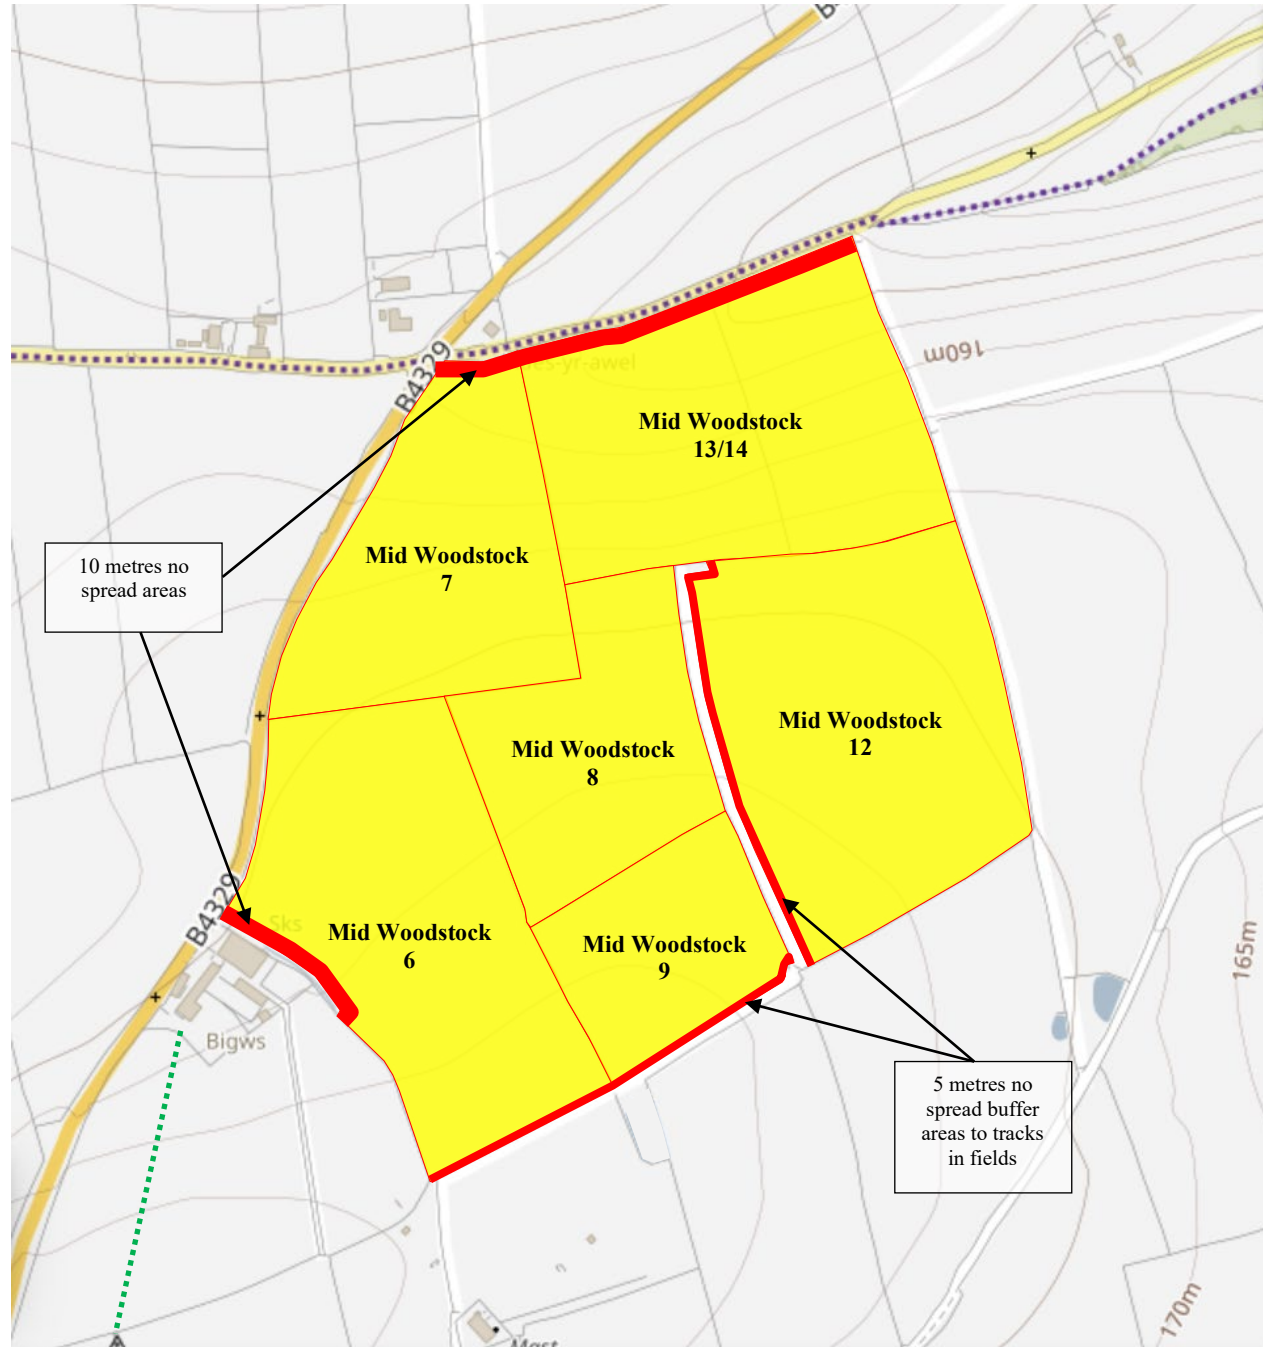 B4329
160m
Mid Woodstock
13/14
10 metres no
spread areas
Mid Woodstock
7
Mid Woodstock
12
Mid Woodstock
8
B4329
Sks
Mid Woodstock
6
Mid Woodstock
9
165m
Bigws
5 metres no
spread buffer
areas to tracks
in fields
170m
Mast